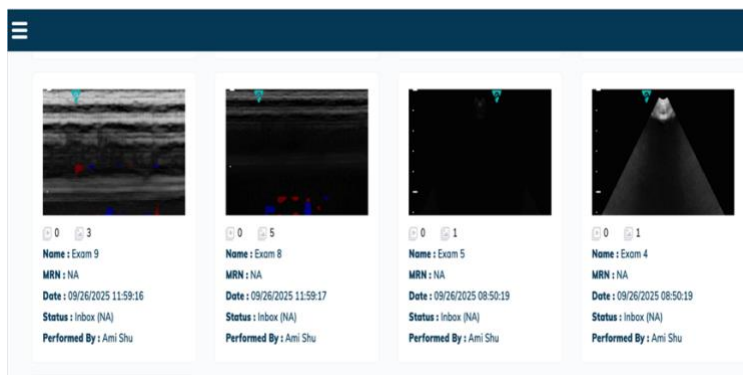 0 3
Name : Exam 9
MRN : NA
Date : 09/26/2025 11:59:16
Status : Inbox (NA)
Performed By : Ami Shu
0 5
Name : Exam 8
MRN : NA
Date : 09/26/2025 11:59:17
Status : Inbox (NA)
Performed By : Ami Shu
0 1
Name : Exam 5
MRN : NA
Date : 09/26/2025 08:50:19
Status : Inbox (NA)
Performed By : Ami Shu
0 1
Name : Exam 4
MRN : NA
Date : 09/26/2025 08:50:19
Status : Inbox (NA)
Performed By : Ami Shu